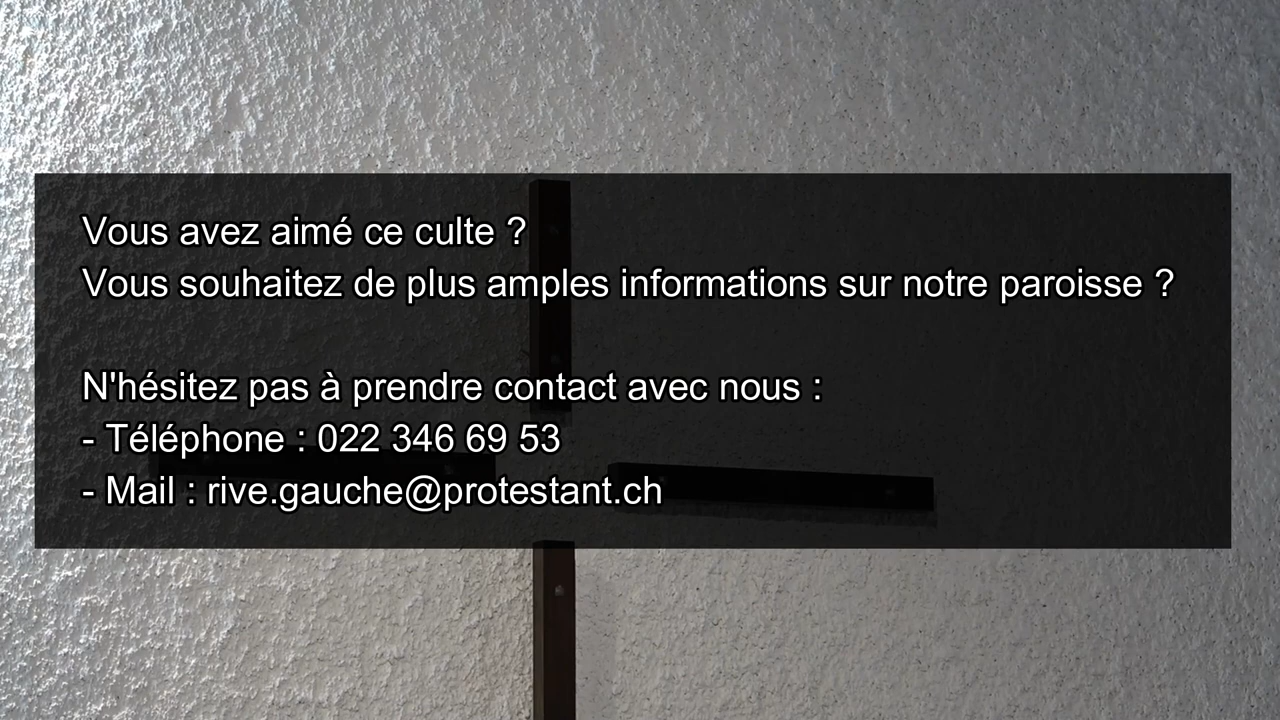 Vous avez aimé ce culte ?
Vous souhaitez de plus amples informations sur notre paroisse ?
N'hésitez pas à prendre contact avec nous :
- Téléphone : 022 346 69 53
- Mail : rive.gauche@protestant.ch